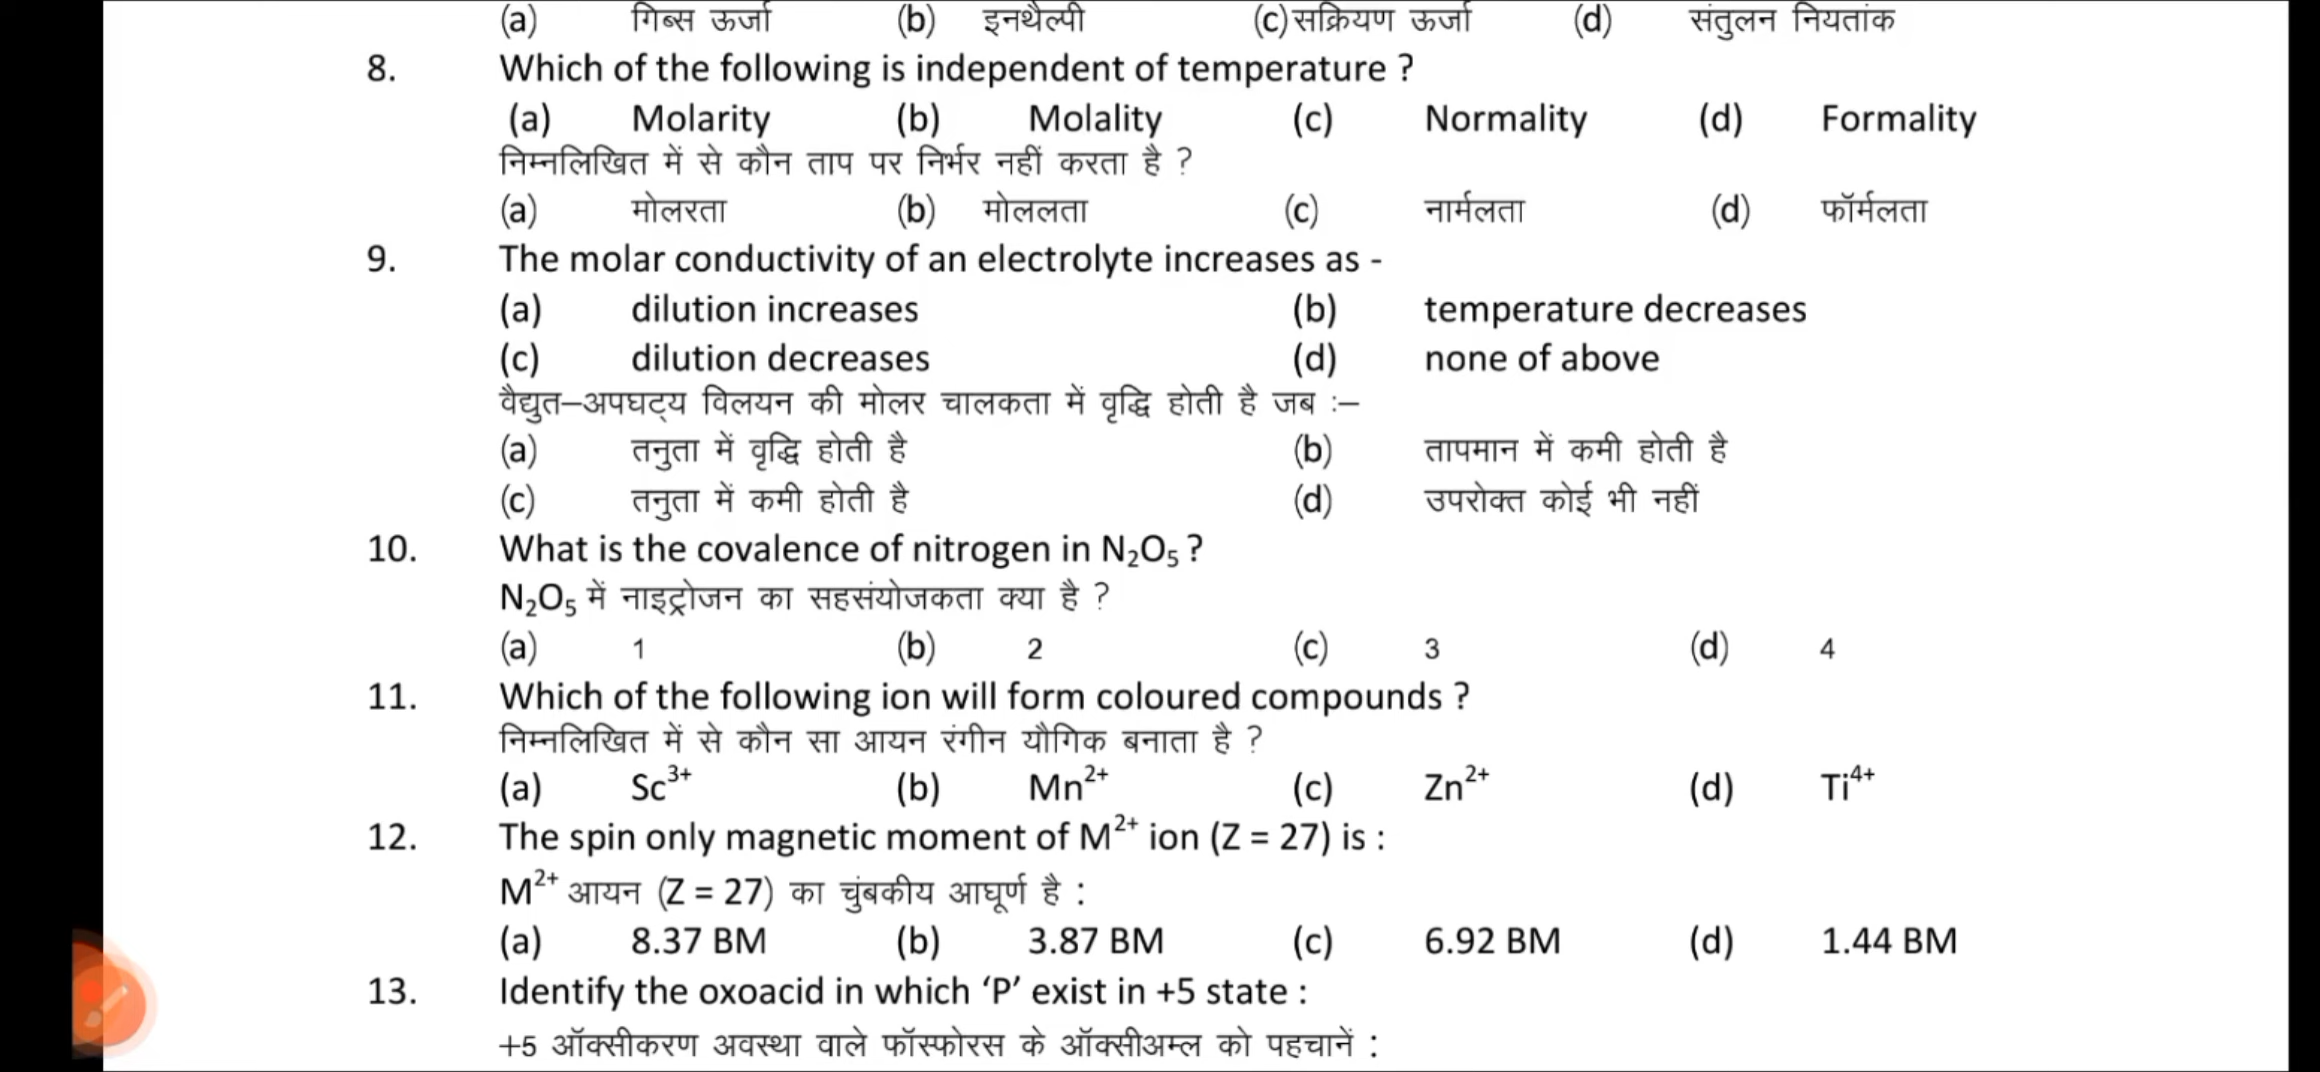 (a) गिब्स ऊर्जा (b) इनथैल्पी (c) सक्रियण ऊर्जा (d) संतुलन नियतांक
8. Which of the following is independent of temperature ?
(a) Molarity (b) Molality (c) Normality (d) Formality
निम्नलिखित में से कौन ताप पर निर्भर नहीं करता है ?
(a) मोलरता (b) मोललता (c) नार्मलता (d) फॉर्मलता
9. The molar conductivity of an electrolyte increases as -
(a) dilution increases (b) temperature decreases
(c) dilution decreases (d) none of above
वैद्युत–अपघट्य विलयन की मोलर चालकता में वृद्धि होती है जब :–
(a) तनुता में वृद्धि होती है (b) तापमान में कमी होती है
(c) तनुता में कमी होती है (d) उपरोक्त कोई भी नहीं
10. What is the covalence of nitrogen in N₂O₅ ?
N₂O₅ में नाइट्रोजन का सहसंयोजकता क्या है ?
(a) 1 (b) 2 (c) 3 (d) 4
11. Which of the following ion will form coloured compounds ?
निम्नलिखित में से कौन सा आयन रंगीन यौगिक बनाता है ?
(a) Sc³⁺ (b) Mn²⁺ (c) Zn²⁺ (d) Ti⁴⁺
12. The spin only magnetic moment of M²⁺ ion (Z = 27) is :
M²⁺ आयन (Z = 27) का चुंबकीय आघूर्ण है :
(a) 8.37 BM (b) 3.87 BM (c) 6.92 BM (d) 1.44 BM
13. Identify the oxoacid in which ‘P’ exist in +5 state :
+5 ऑक्सीकरण अवस्था वाले फॉस्फोरस के ऑक्सीअम्ल को पहचानें :